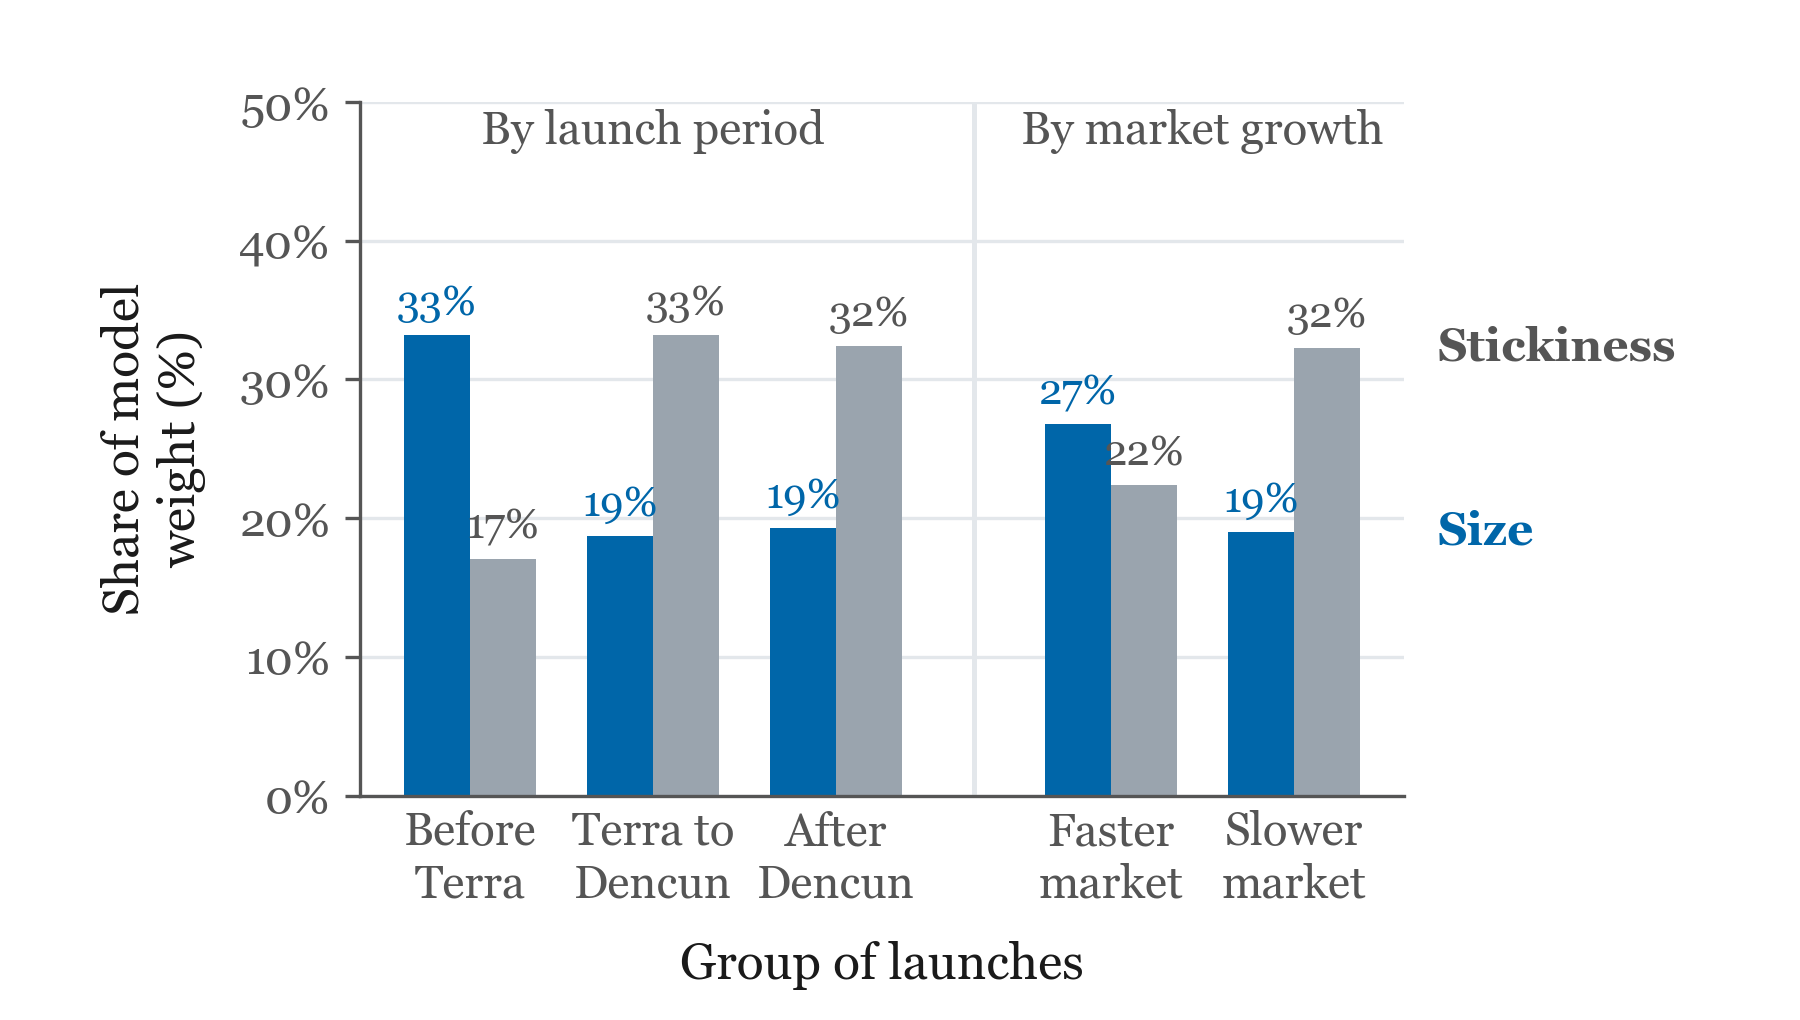 50%
40%
30%
20%
10%
0%
Share of model
weight (%)
By launch period
By market growth
33%
17%
19%
33%
19%
32%
27%
22%
19%
32%
Stickiness
Size
Before
Terra
Terra to
Dencun
After
Dencun
Faster
market
Slower
market
Group of launches